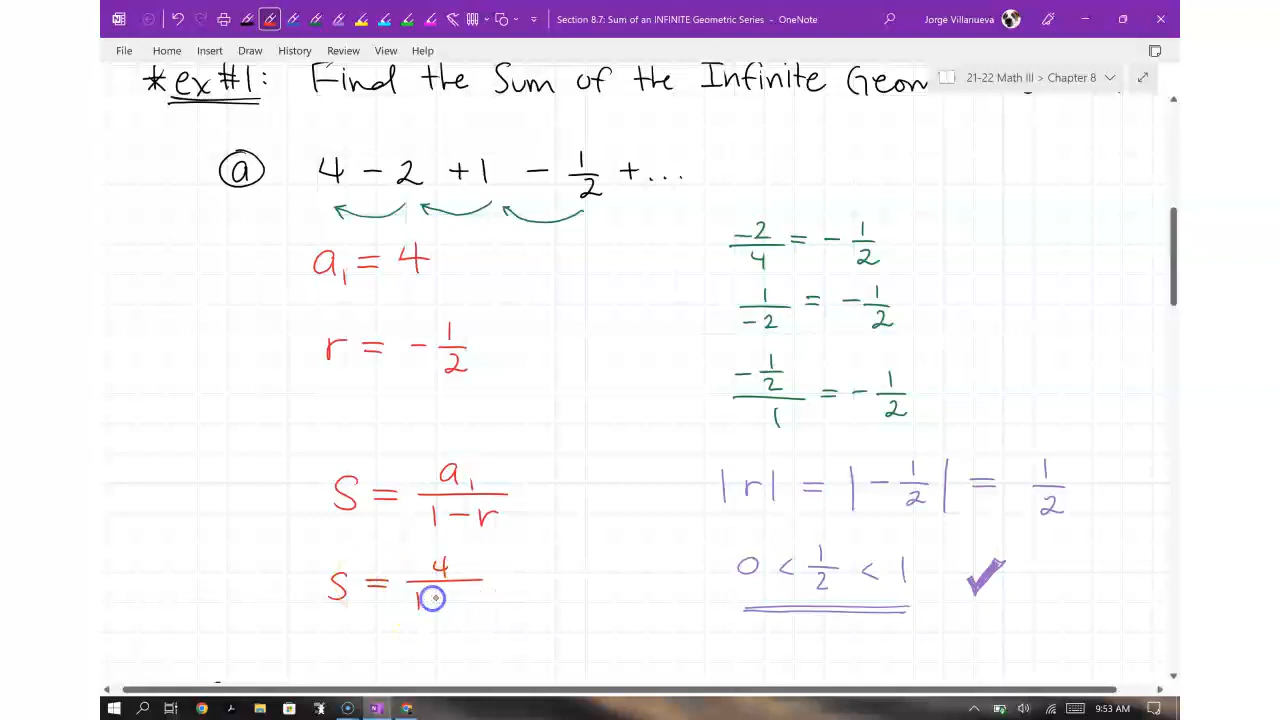 Section 8.7: Sum of an INFINITE Geometric Series - OneNote
Jorge Villanueva
File Home Insert Draw History Review View Help
21-22 Math III > Chapter 8
*ex #1: Find the Sum of the Infinite Geom
ⓐ 4 - 2 + 1 - 1/2 + ...
a₁ = 4
r = - 1/2
-2/4 = - 1/2
1/-2 = - 1/2
(- 1/2)/1 = - 1/2
S = a₁/(1 - r)
|r| = |- 1/2| = 1/2
S = 4/1
0 < 1/2 < 1 ✓
9:53 AM